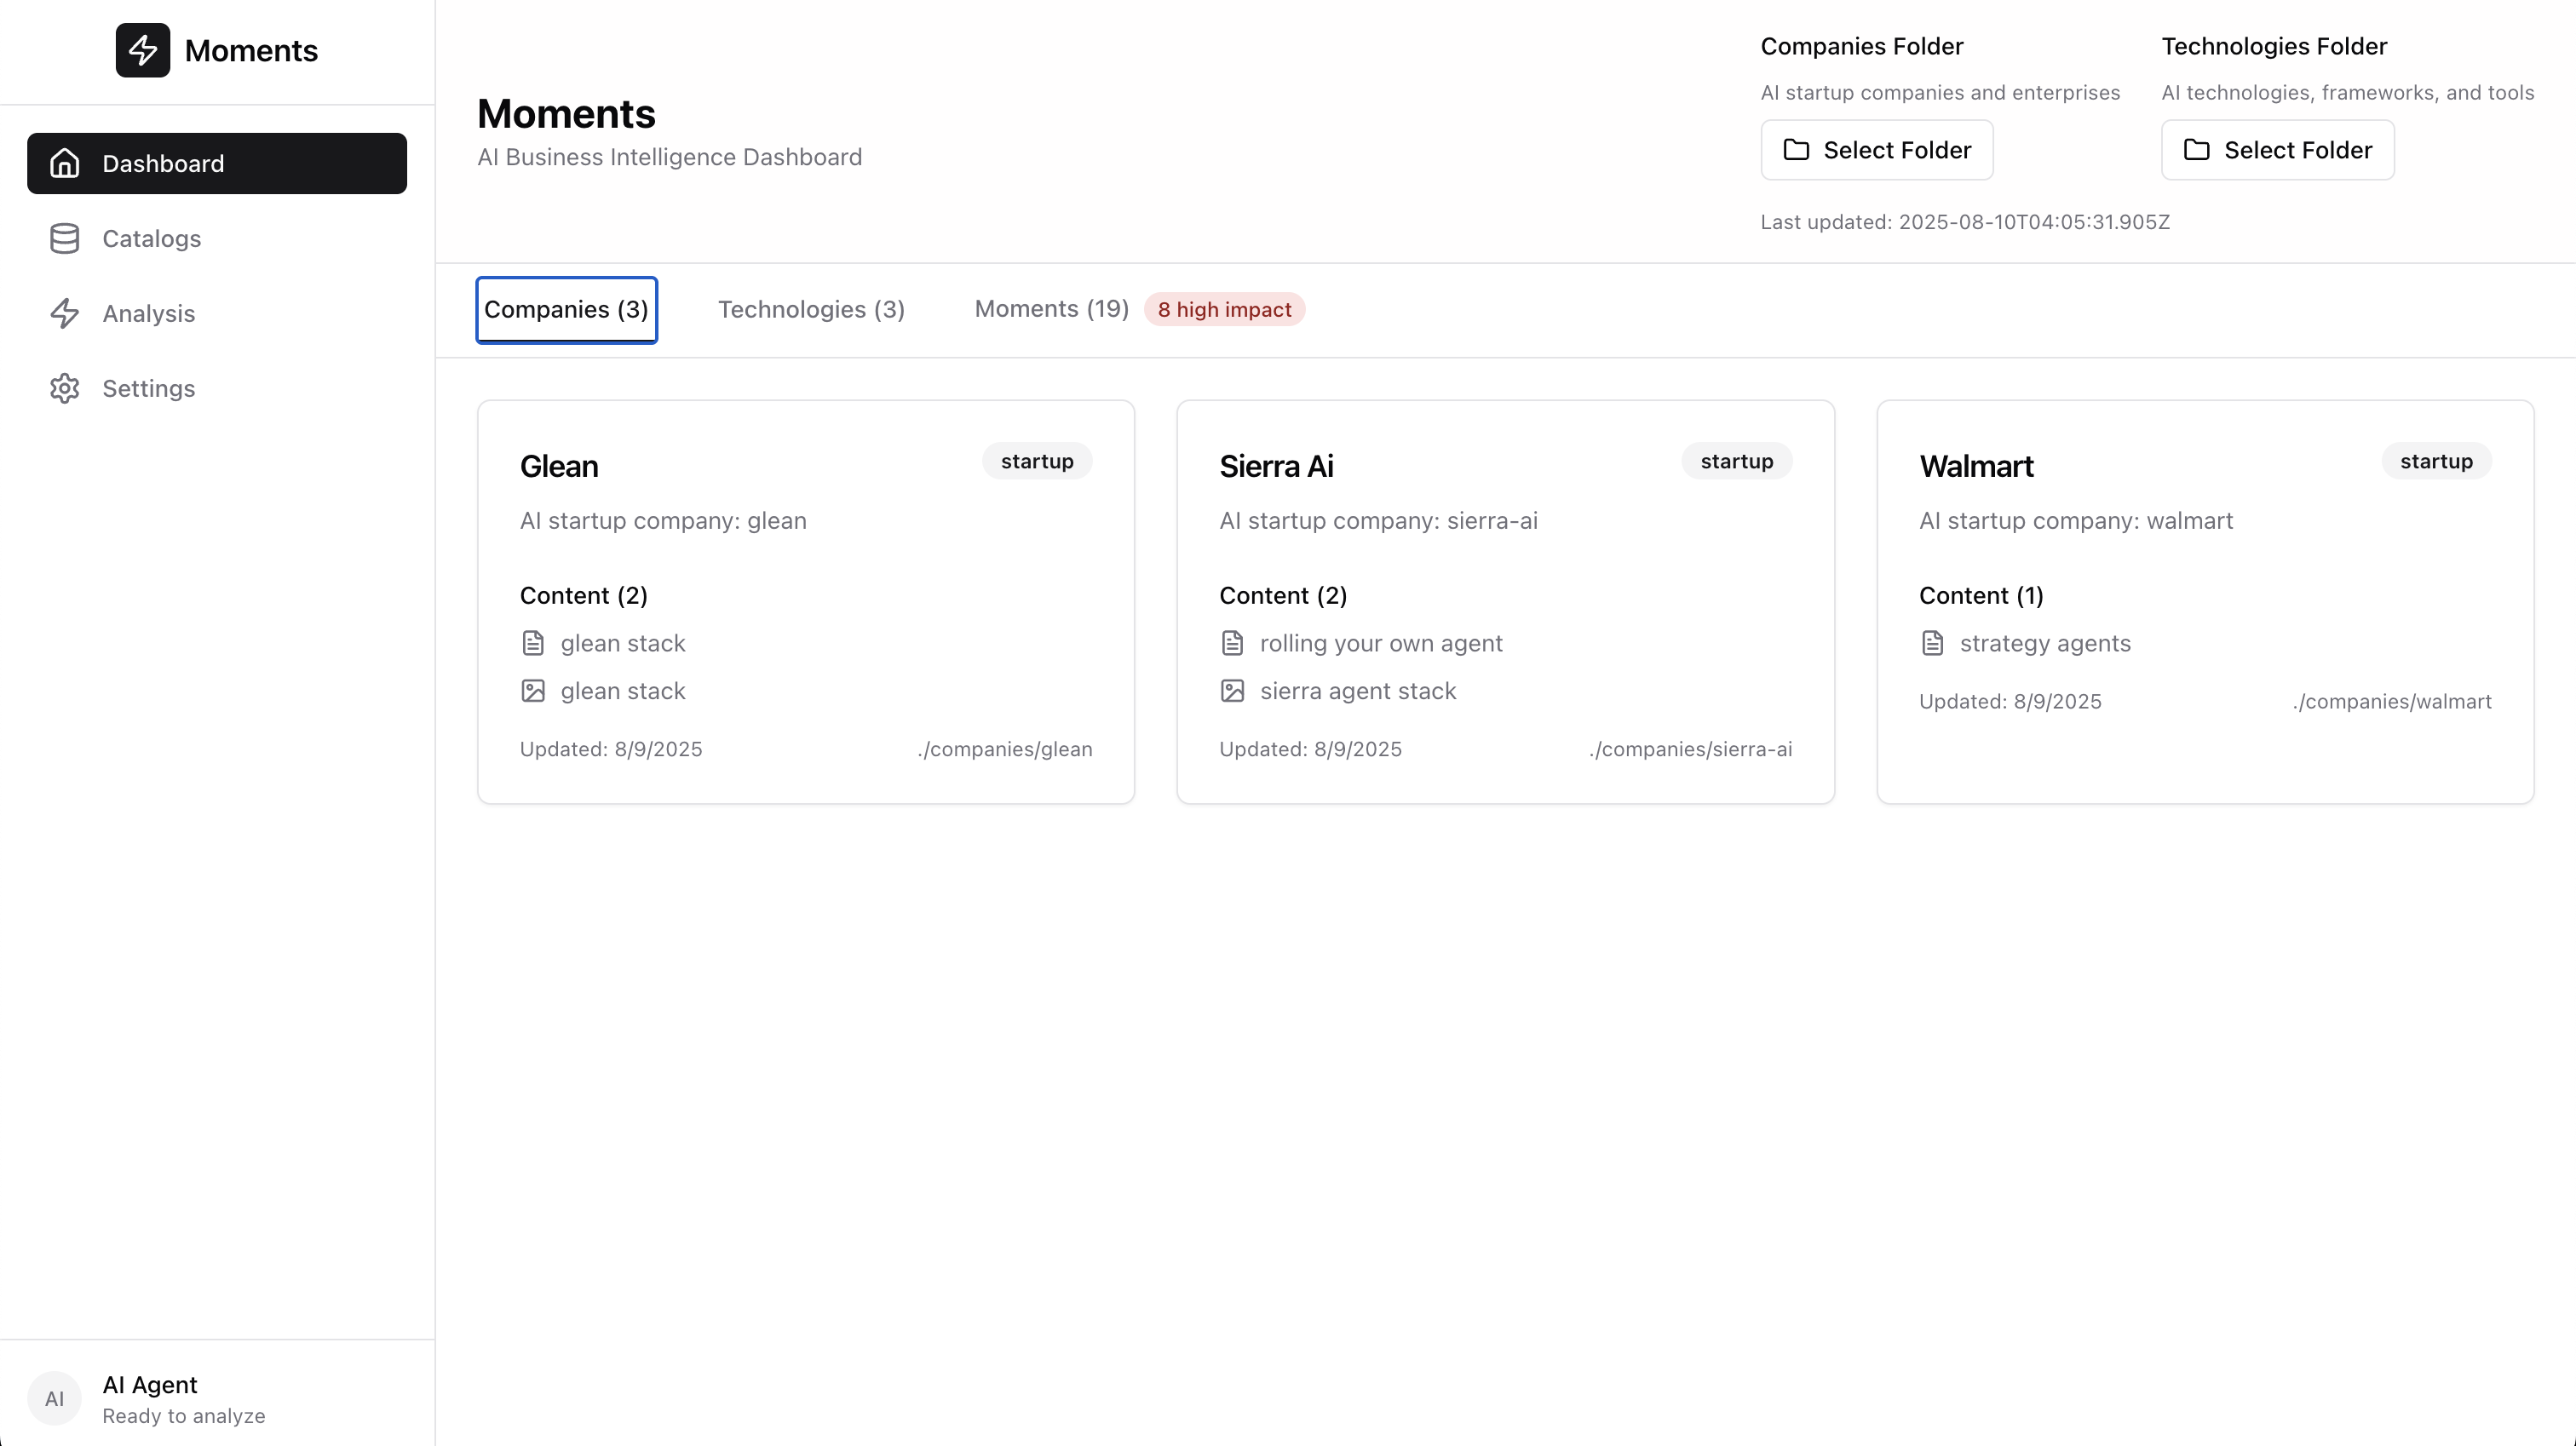 Moments
Dashboard
Catalogs
Analysis
Settings
AI
AI Agent
Ready to analyze
Moments
AI Business Intelligence Dashboard
Companies Folder
AI startup companies and enterprises
Select Folder
Technologies Folder
AI technologies, frameworks, and tools
Select Folder
Last updated: 2025-08-10T04:05:31.905Z
Companies (3)
Technologies (3)
Moments (19)
8 high impact
Glean
startup
AI startup company: glean
Content (2)
glean stack
glean stack
Updated: 8/9/2025
./companies/glean
Sierra Ai
startup
AI startup company: sierra-ai
Content (2)
rolling your own agent
sierra agent stack
Updated: 8/9/2025
./companies/sierra-ai
Walmart
startup
AI startup company: walmart
Content (1)
strategy agents
Updated: 8/9/2025
./companies/walmart